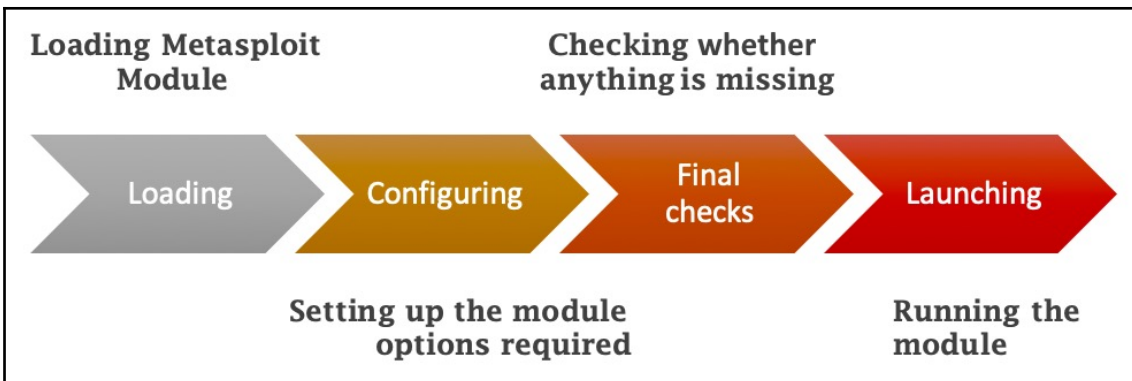 Loading Metasploit
Module
Checking whether
anything is missing
Loading
Configuring
Final
checks
Launching
Setting up the module
options required
Running the
module